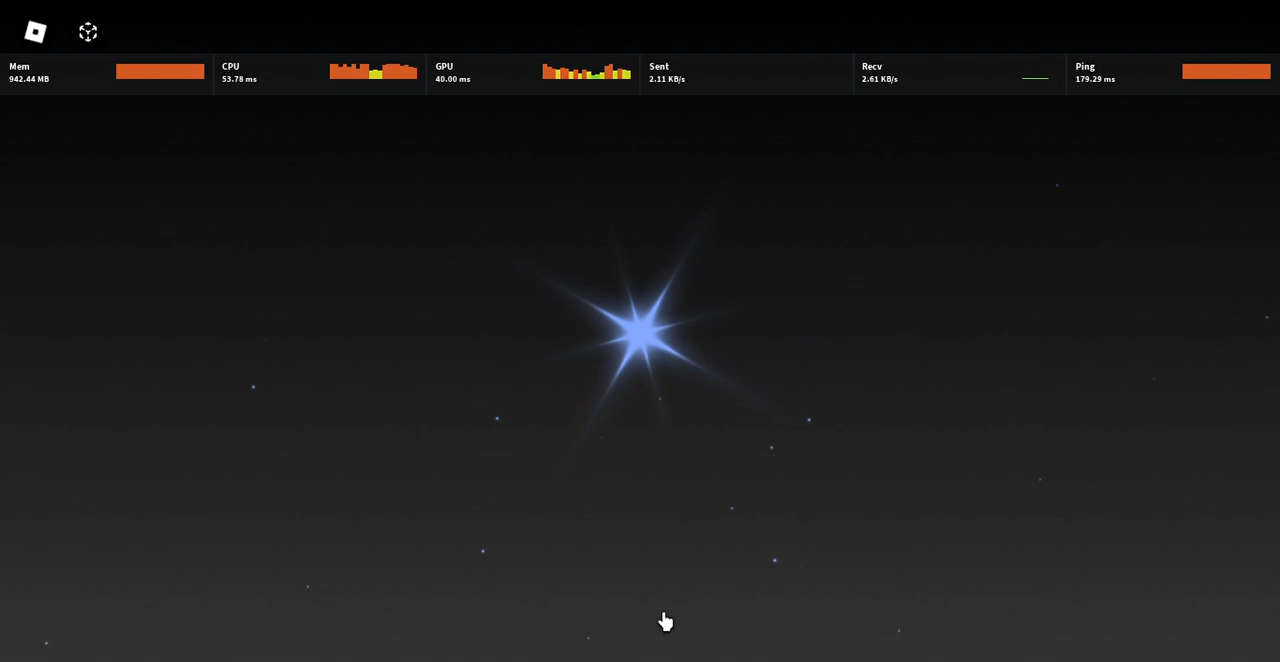 Mem
942.44 MB
CPU
53.78 ms
GPU
40.00 ms
Sent
2.11 KB/s
Recv
2.61 KB/s
Ping
179.29 ms